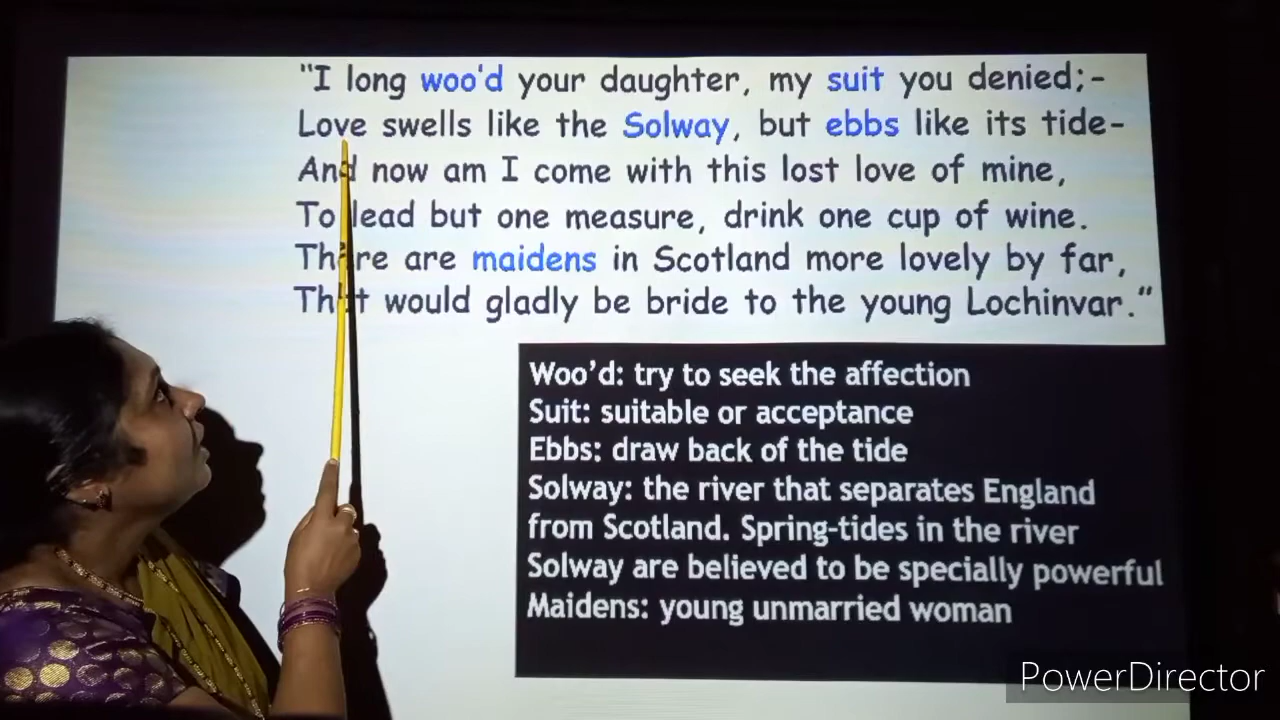 "I long woo'd your daughter, my suit you denied;-
Love swells like the Solway, but ebbs like its tide-
And now am I come with this lost love of mine,
To lead but one measure, drink one cup of wine.
There are maidens in Scotland more lovely by far,
That would gladly be bride to the young Lochinvar."
Woo'd: try to seek the affection
Suit: suitable or acceptance
Ebbs: draw back of the tide
Solway: the river that separates England
from Scotland. Spring-tides in the river
Solway are believed to be specially powerful
Maidens: young unmarried woman
PowerDirector